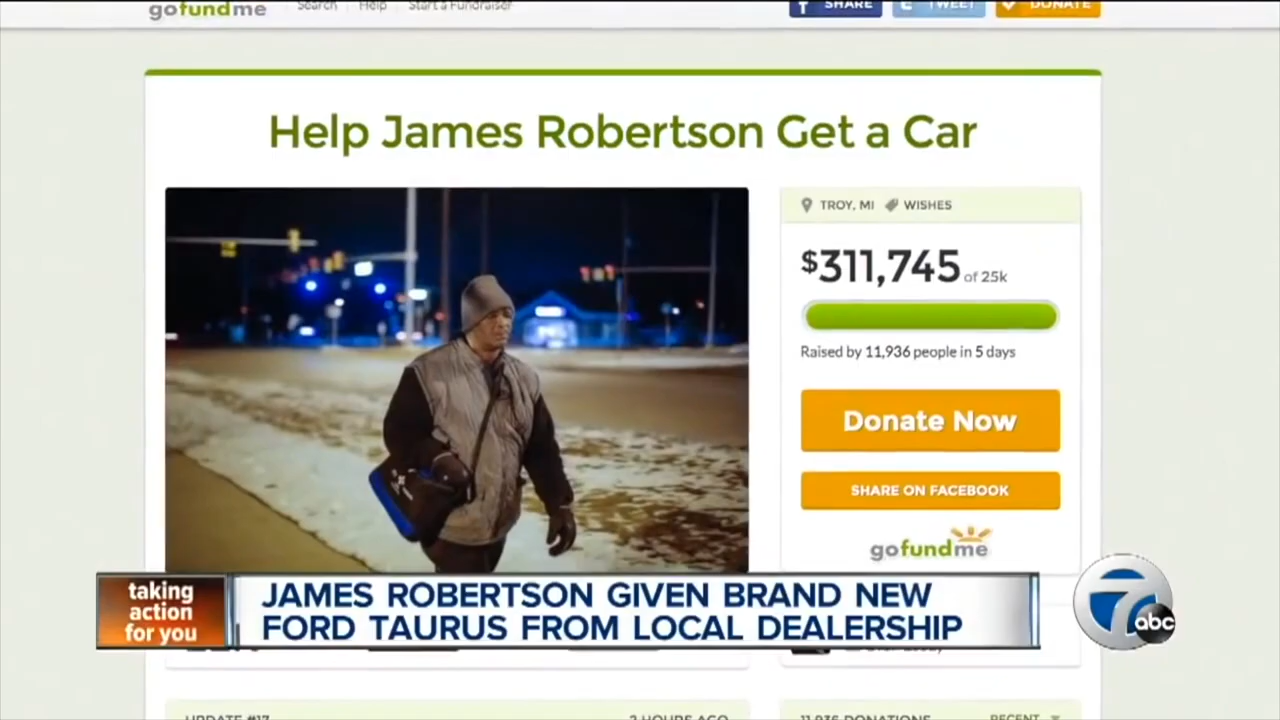 gofundme Search Help Start a Fundraiser SHARE TWEET DONATE
Help James Robertson Get a Car
TROY, MI WISHES
$311,745 of 25k
Raised by 11,936 people in 5 days
Donate Now
SHARE ON FACEBOOK
gofundme
taking
action
for you
JAMES ROBERTSON GIVEN BRAND NEW
FORD TAURUS FROM LOCAL DEALERSHIP
7 abc
UPDATE #17 2 HOURS AGO 11,936 DONATIONS RECENT